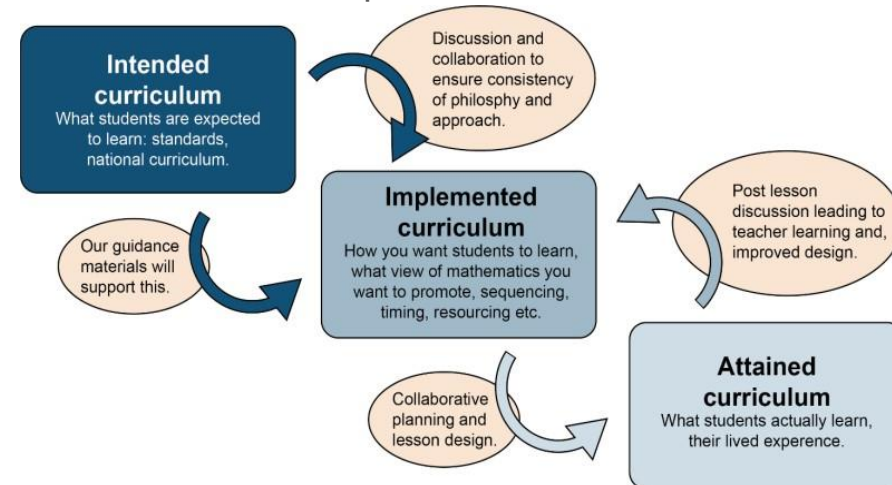 Intended
curriculum
What students are expected
to learn: standards,
national curriculum.
Discussion and
collaboration to
ensure consistency
of philosphy and
approach.
Our guidance
materials will
support this.
Implemented
curriculum
How you want students to learn,
what view of mathematics you
want to promote, sequencing,
timing, resourcing etc.
Post lesson
discussion leading to
teacher learning and,
improved design.
Collaborative
planning and
lesson design.
Attained
curriculum
What students actually learn,
their lived experence.